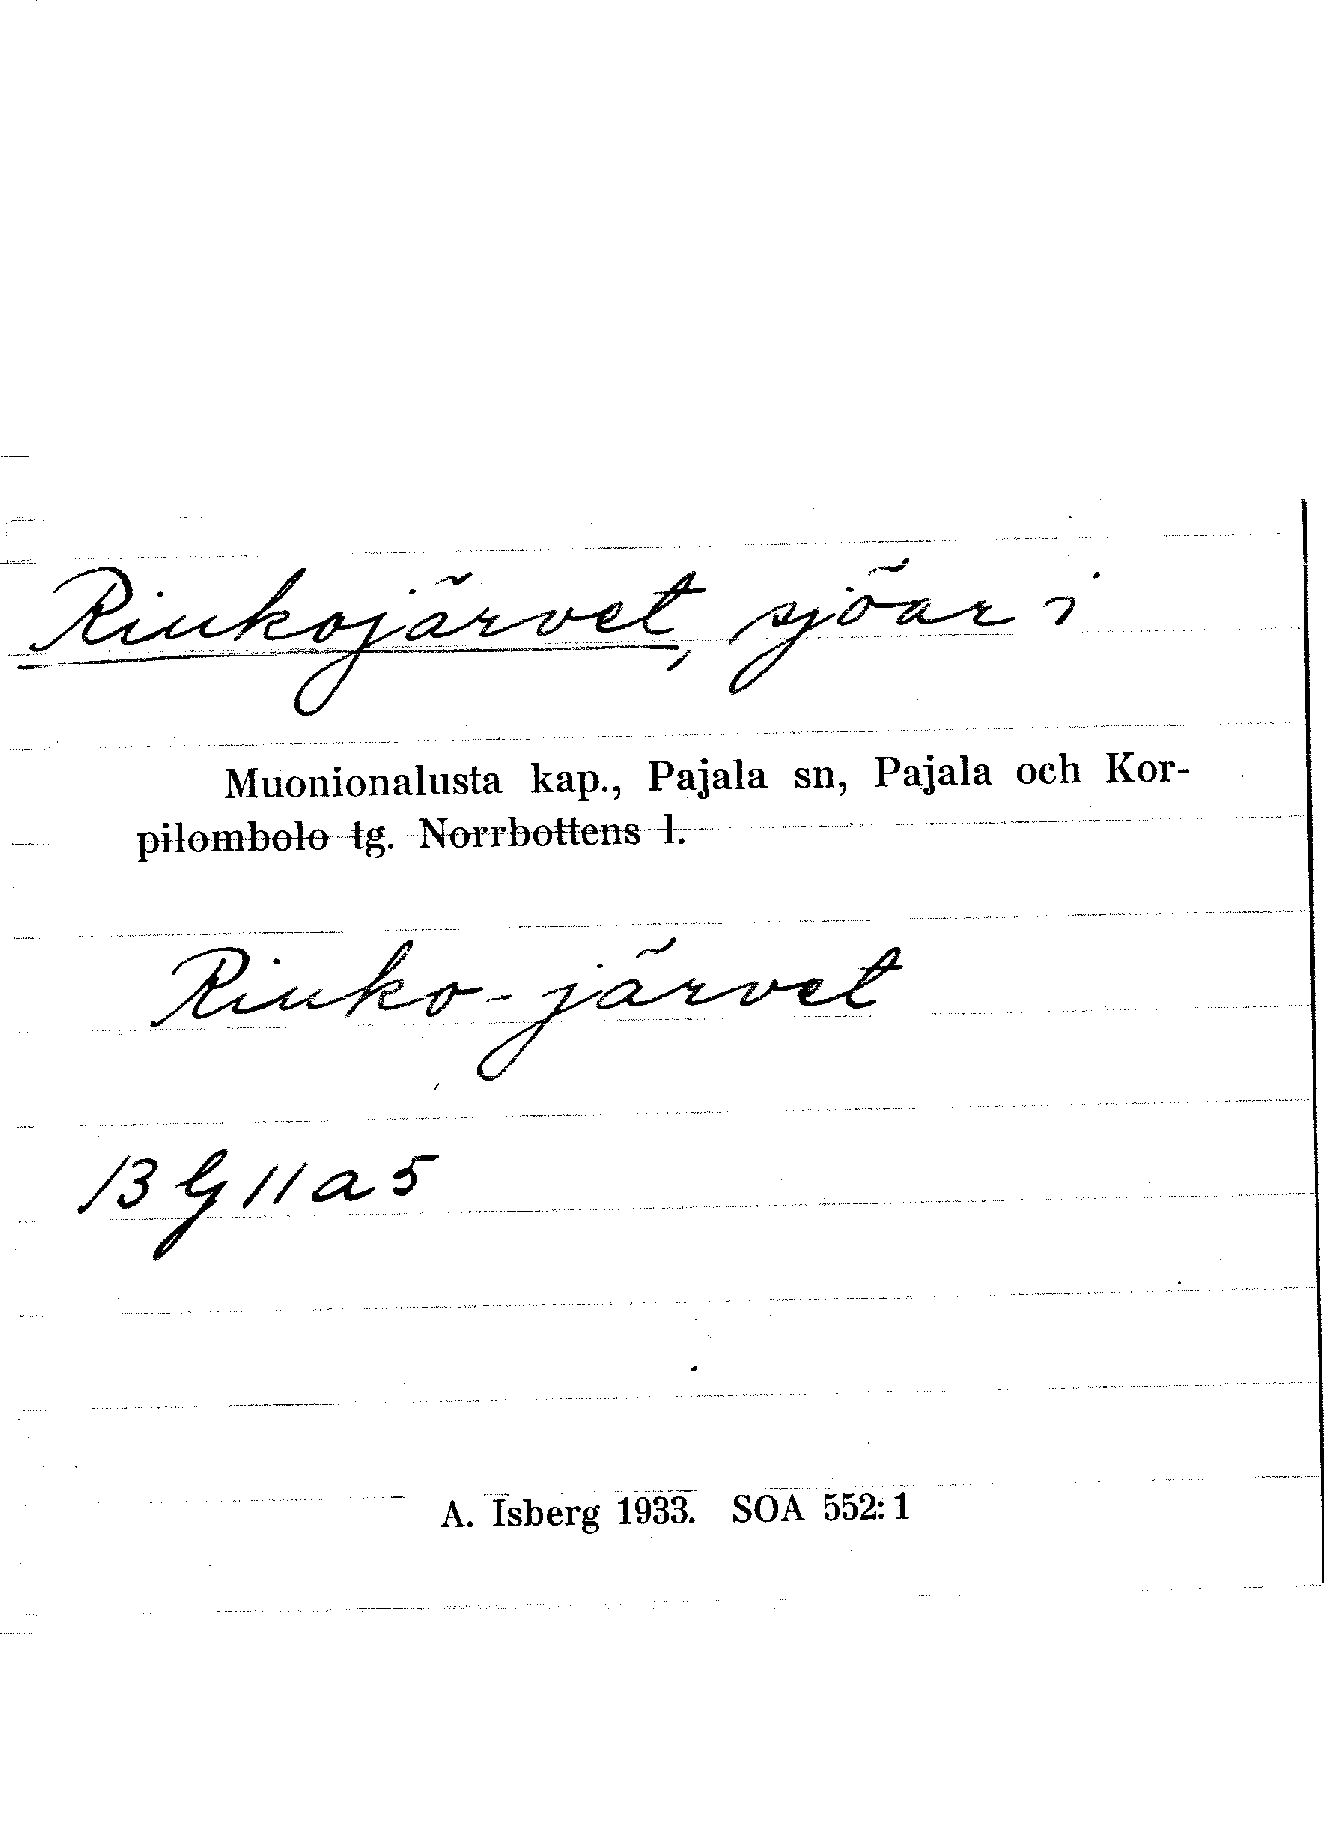 Riukojärvet, sjöar i
Muonionalusta kap., Pajala sn, Pajala och Kor-
pilombolo tg. Norrbottens l.
Riuko-järvet
13 G 11 a 5
A. Isberg 1933. SOA 552:1